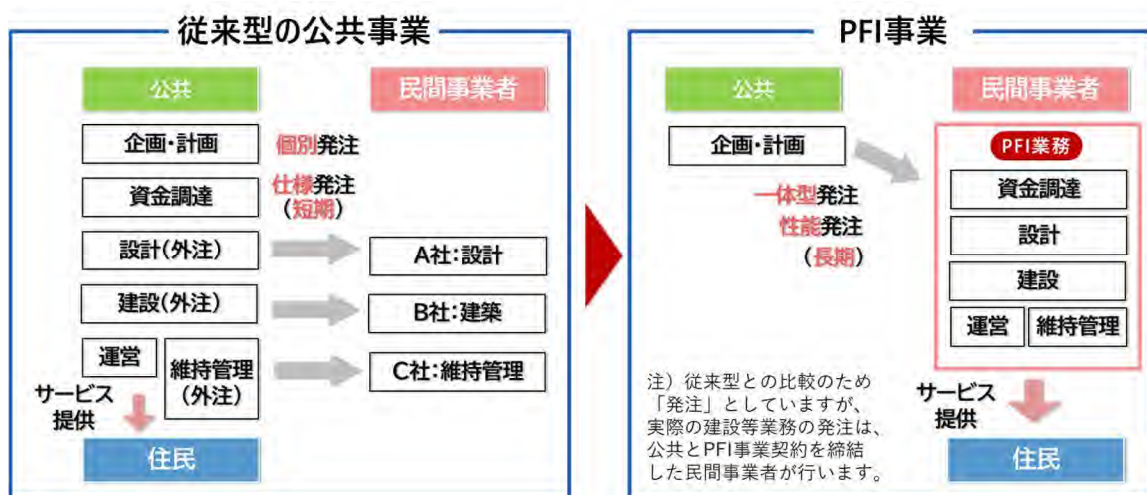 従来型の公共事業
公共
民間事業者
企画・計画
個別発注
資金調達
仕様発注
(短期)
設計(外注)
A社:設計
建設(外注)
B社:建築
運営
維持管理
(外注)
C社:維持管理
サービス
提供
住民
PFI事業
公共
民間事業者
企画・計画
PFI業務
一体型発注
性能発注
(長期)
資金調達
設計
建設
運営
維持管理
注）従来型との比較のため
「発注」としていますが、
実際の建設等業務の発注は、
公共とPFI事業契約を締結
した民間事業者が行います。
サービス
提供
住民